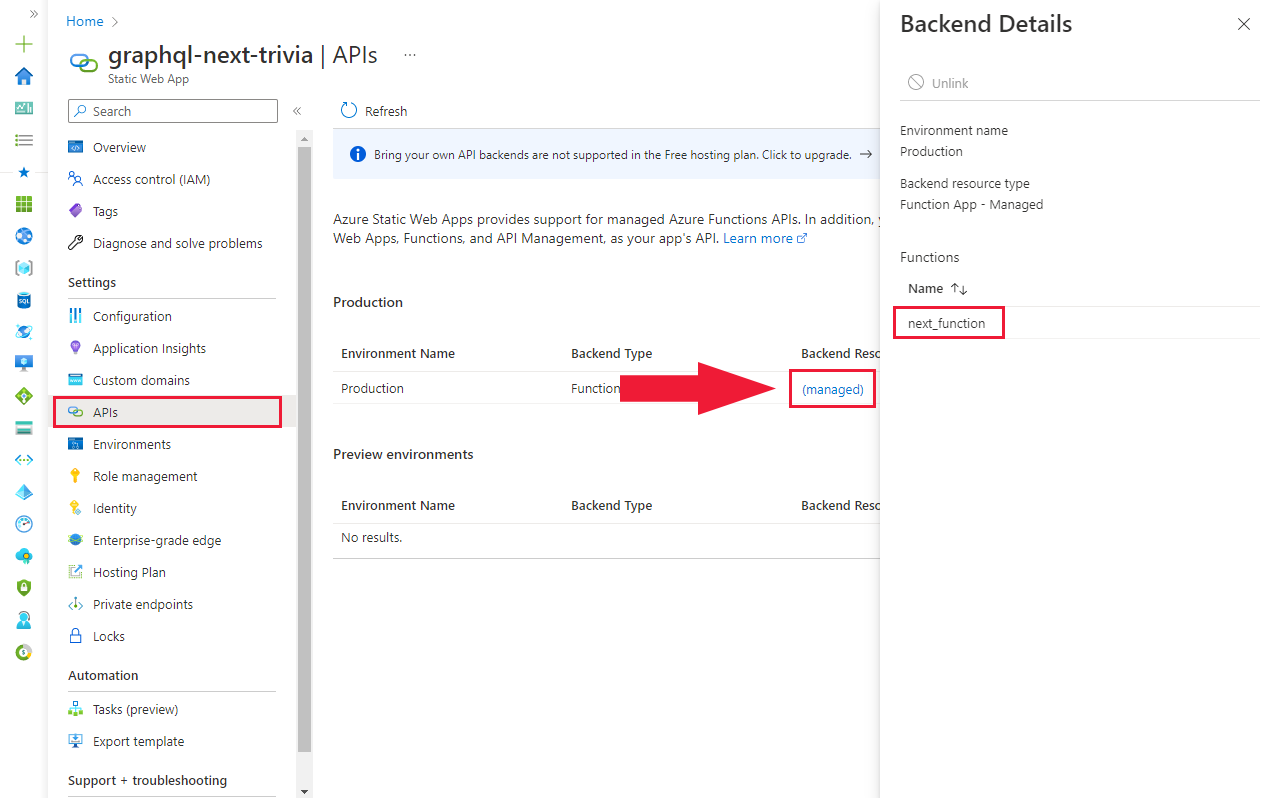 Home
graphql-next-trivia | APIs
Static Web App
Search
Overview
Access control (IAM)
Tags
Diagnose and solve problems
Settings
Configuration
Application Insights
Custom domains
APIs
Environments
Role management
Identity
Enterprise-grade edge
Hosting Plan
Private endpoints
Locks
Automation
Tasks (preview)
Export template
Support + troubleshooting
Refresh
Bring your own API backends are not supported in the Free hosting plan. Click to upgrade.
Azure Static Web Apps provides support for managed Azure Functions APIs. In addition,
Web Apps, Functions, and API Management, as your app's API. Learn more
Production
Environment Name Backend Type Backend Reso
Production Function (managed)
Preview environments
Environment Name Backend Type Backend Reso
No results.
Backend Details
Unlink
Environment name
Production
Backend resource type
Function App - Managed
Functions
Name
next_function